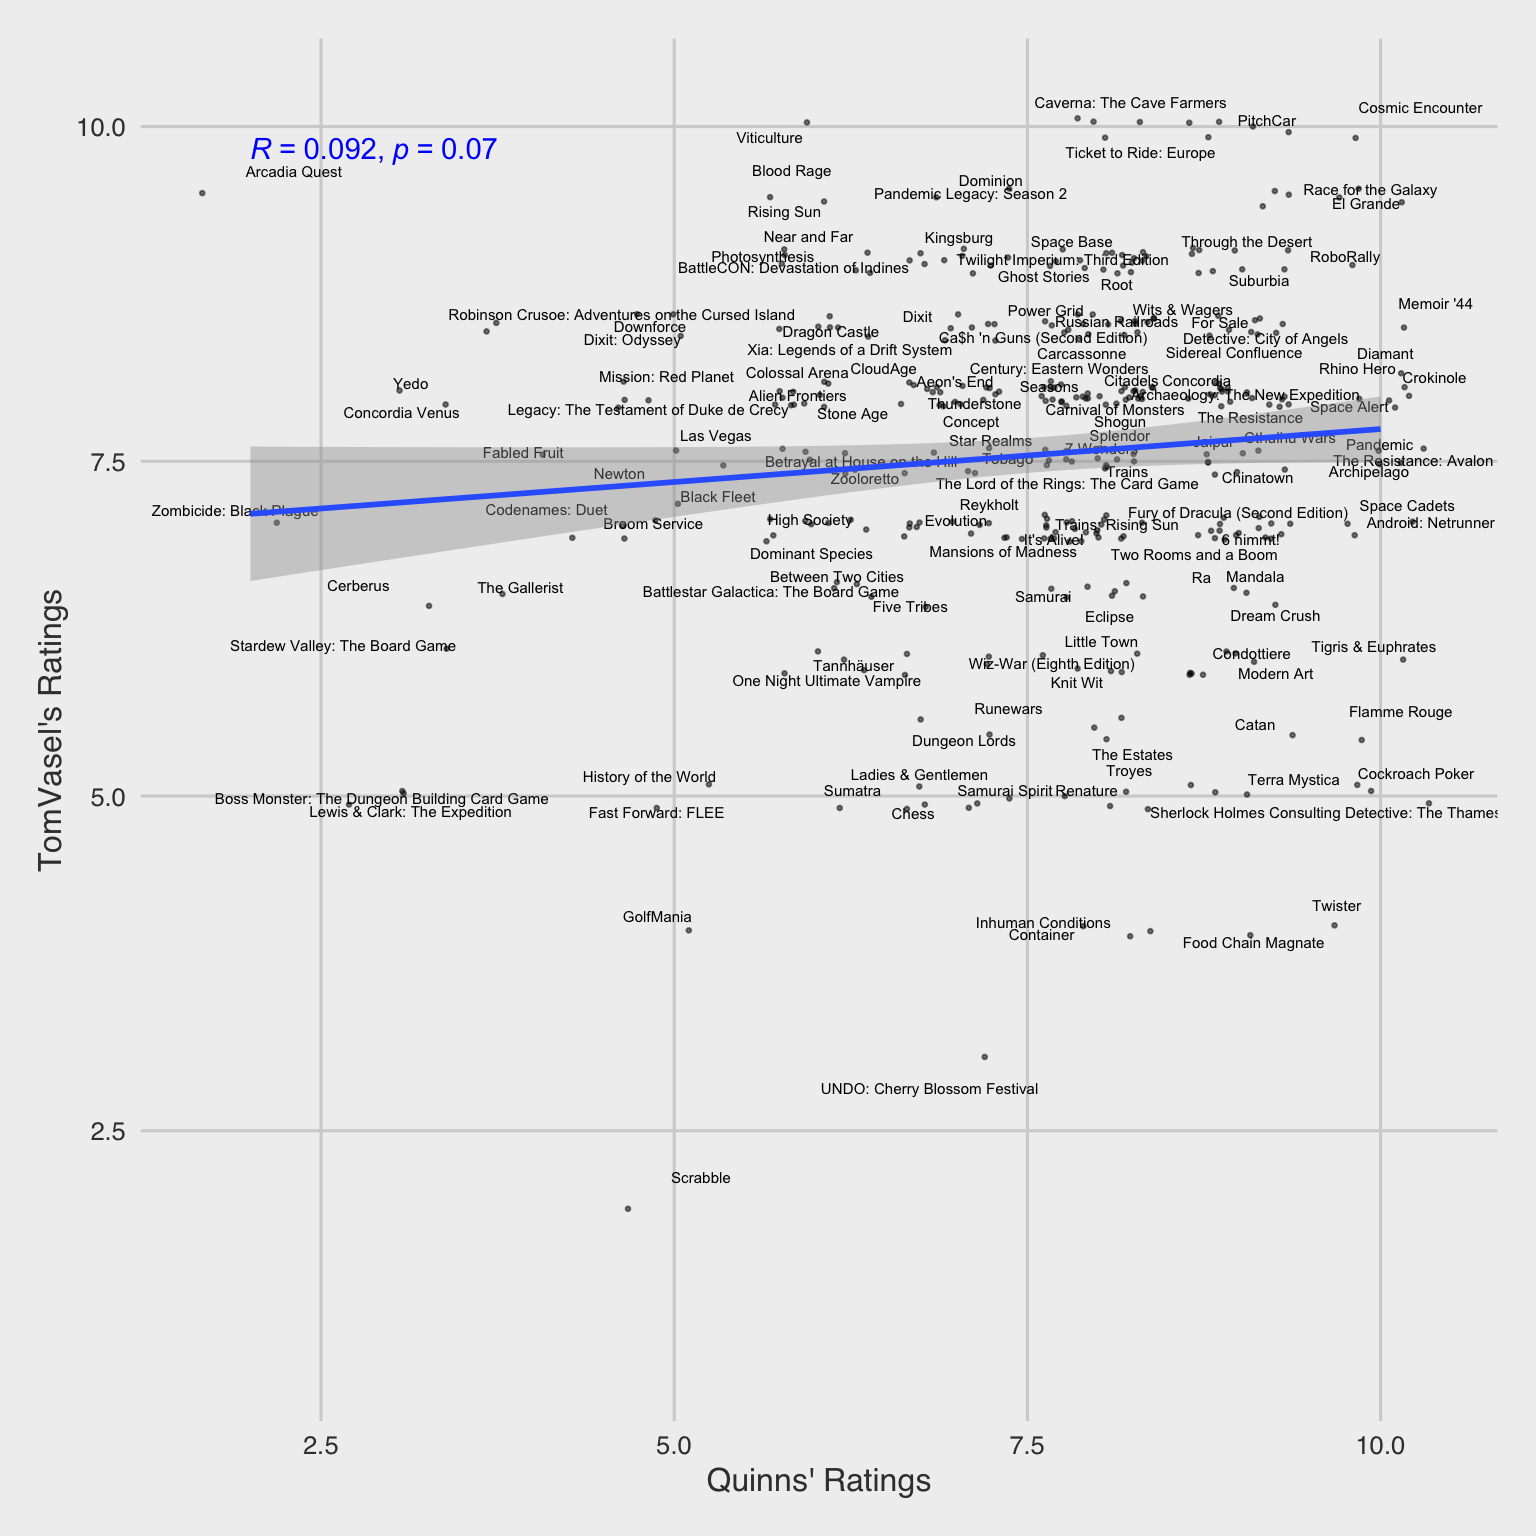 Caverna: The Cave Farmers
Cosmic Encounter
PitchCar
10.0
Viticulture
R = 0.092, p = 0.07
Ticket to Ride: Europe
Arcadia Quest
Blood Rage
Dominion
Pandemic Legacy: Season 2
Race for the Galaxy
El Grande
Rising Sun
Near and Far
Kingsburg
Space Base
Through the Desert
Photosynthesis
Twilight Imperium: Third Edition
RoboRally
BattleCON: Devastation of Indines
Ghost Stories
Root
Suburbia
Memoir '44
Robinson Crusoe: Adventures on the Cursed Island
Dixit
Power Grid
Wits & Wagers
Downforce
Dragon Castle
Russian Railroads
For Sale
Dixit: Odyssey
Ca$h 'n Guns (Second Edition)
Detective: City of Angels
Xia: Legends of a Drift System
Carcassonne
Sidereal Confluence
Diamant
Mission: Red Planet
Colossal Arena
CloudAge
Century: Eastern Wonders
Rhino Hero
Crokinole
Yedo
Aeon's End
Seasons
Citadels
Concordia
Alien Frontiers
Archaeology: The New Expedition
Concordia Venus
Legacy: The Testament of Duke de Crecy
Stone Age
Thunderstone
Carnival of Monsters
Space Alert
Concept
Shogun
The Resistance
Las Vegas
Star Realms
Splendor
Jaipur
Cthulhu Wars
Pandemic
Fabled Fruit
7 Wonders
7.5
Betrayal at House on the Hill
Tobago
The Resistance: Avalon
Newton
Zooloretto
Trains
Chinatown
Archipelago
The Lord of the Rings: The Card Game
Black Fleet
Zombicide: Black Plague
Codenames: Duet
Reykholt
Fury of Dracula (Second Edition)
Space Cadets
Broom Service
High Society
Evolution
Trains: Rising Sun
Android: Netrunner
It's Alive!
6 nimmt!
Dominant Species
Mansions of Madness
Two Rooms and a Boom
Cerberus
The Gallerist
Between Two Cities
Ra
Mandala
Battlestar Galactica: The Board Game
Samurai
Five Tribes
Eclipse
Dream Crush
Stardew Valley: The Board Game
Little Town
Tigris & Euphrates
Tannhäuser
Wiz-War (Eighth Edition)
Condottiere
One Night Ultimate Vampire
Knit Wit
Modern Art
Runewars
Flamme Rouge
Dungeon Lords
Catan
The Estates
History of the World
Ladies & Gentlemen
Troyes
Terra Mystica
Cockroach Poker
5.0
Boss Monster: The Dungeon Building Card Game
Sumatra
Samurai Spirit
Renature
Lewis & Clark: The Expedition
Fast Forward: FLEE
Chess
Sherlock Holmes Consulting Detective: The Thames
GolfMania
Inhuman Conditions
Container
Twister
Food Chain Magnate
UNDO: Cherry Blossom Festival
2.5
Scrabble
TomVasel's Ratings
2.5
5.0
7.5
10.0
Quinns' Ratings